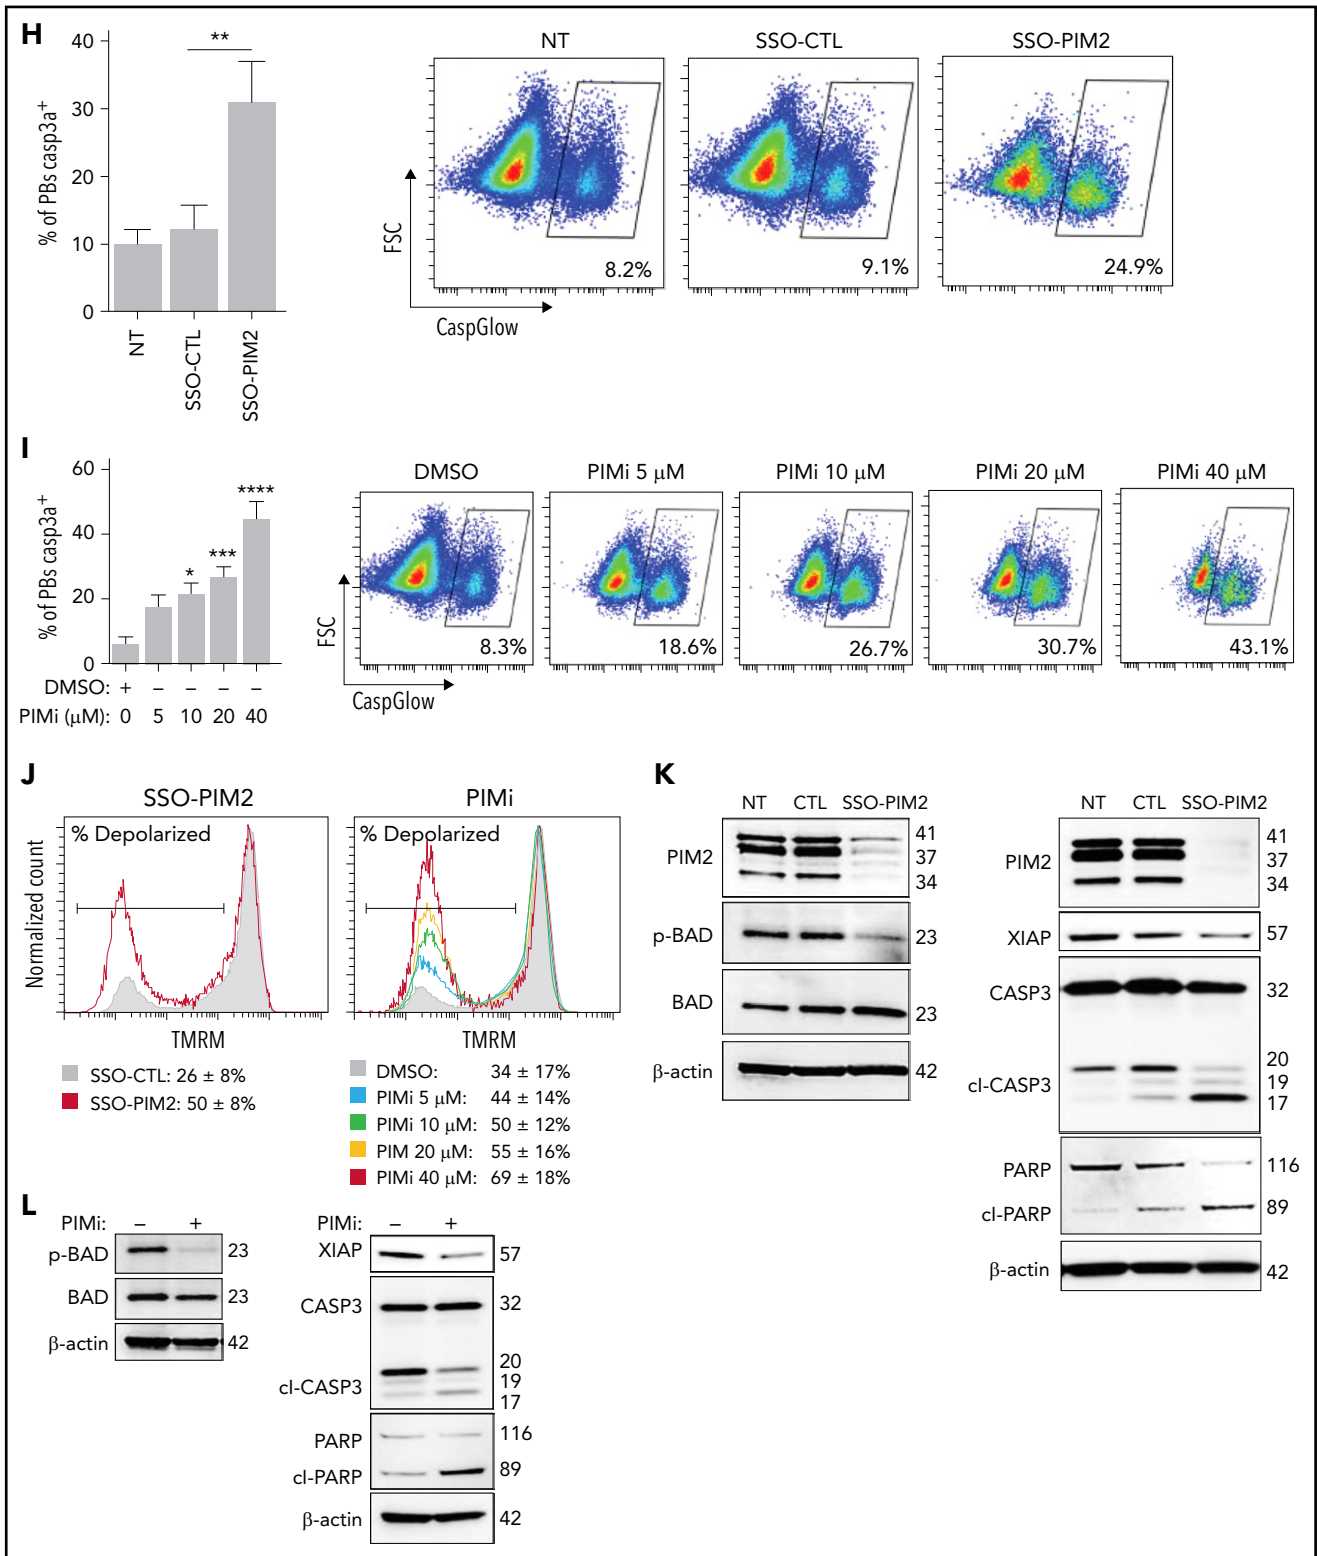 H
40
30
20
10
0
% of PBs casp3a+
**
NT
SSO-CTL
SSO-PIM2
NT
SSO-CTL
SSO-PIM2
8.2%
9.1%
24.9%
FSC
CaspGlow
I
60
40
20
0
% of PBs casp3a+
*
***
****
DMSO: + − − − −
PIMi (μM): 0 5 10 20 40
DMSO
PIMi 5 μM
PIMi 10 μM
PIMi 20 μM
PIMi 40 μM
8.3%
18.6%
26.7%
30.7%
43.1%
FSC
CaspGlow
J
SSO-PIM2
PIMi
% Depolarized
% Depolarized
Normalized count
TMRM
TMRM
SSO-CTL: 26 ± 8%
SSO-PIM2: 50 ± 8%
DMSO: 34 ± 17%
PIMi 5 μM: 44 ± 14%
PIMi 10 μM: 50 ± 12%
PIM 20 μM: 55 ± 16%
PIMi 40 μM: 69 ± 18%
K
NT CTL SSO-PIM2
PIM2
41
37
34
p-BAD
23
BAD
23
β-actin
42
NT CTL SSO-PIM2
PIM2
41
37
34
XIAP
57
CASP3
32
cl-CASP3
20
19
17
PARP
116
cl-PARP
89
β-actin
42
L
PIMi: − +
p-BAD
23
BAD
23
β-actin
42
PIMi: − +
XIAP
57
CASP3
32
cl-CASP3
20
19
17
PARP
116
cl-PARP
89
β-actin
42